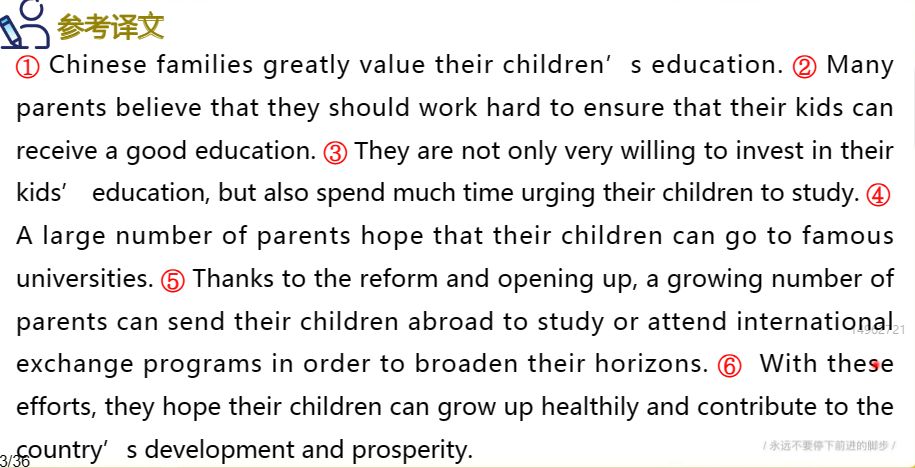 参考译文
① Chinese families greatly value their children’s education. ② Many
parents believe that they should work hard to ensure that their kids can
receive a good education. ③ They are not only very willing to invest in their
kids’ education, but also spend much time urging their children to study. ④
A large number of parents hope that their children can go to famous
universities. ⑤ Thanks to the reform and opening up, a growing number of
parents can send their children abroad to study or attend international
exchange programs in order to broaden their horizons. ⑥ With these
efforts, they hope their children can grow up healthily and contribute to the
country’s development and prosperity.
/ 永远不要停下前进的脚步 /
3/36